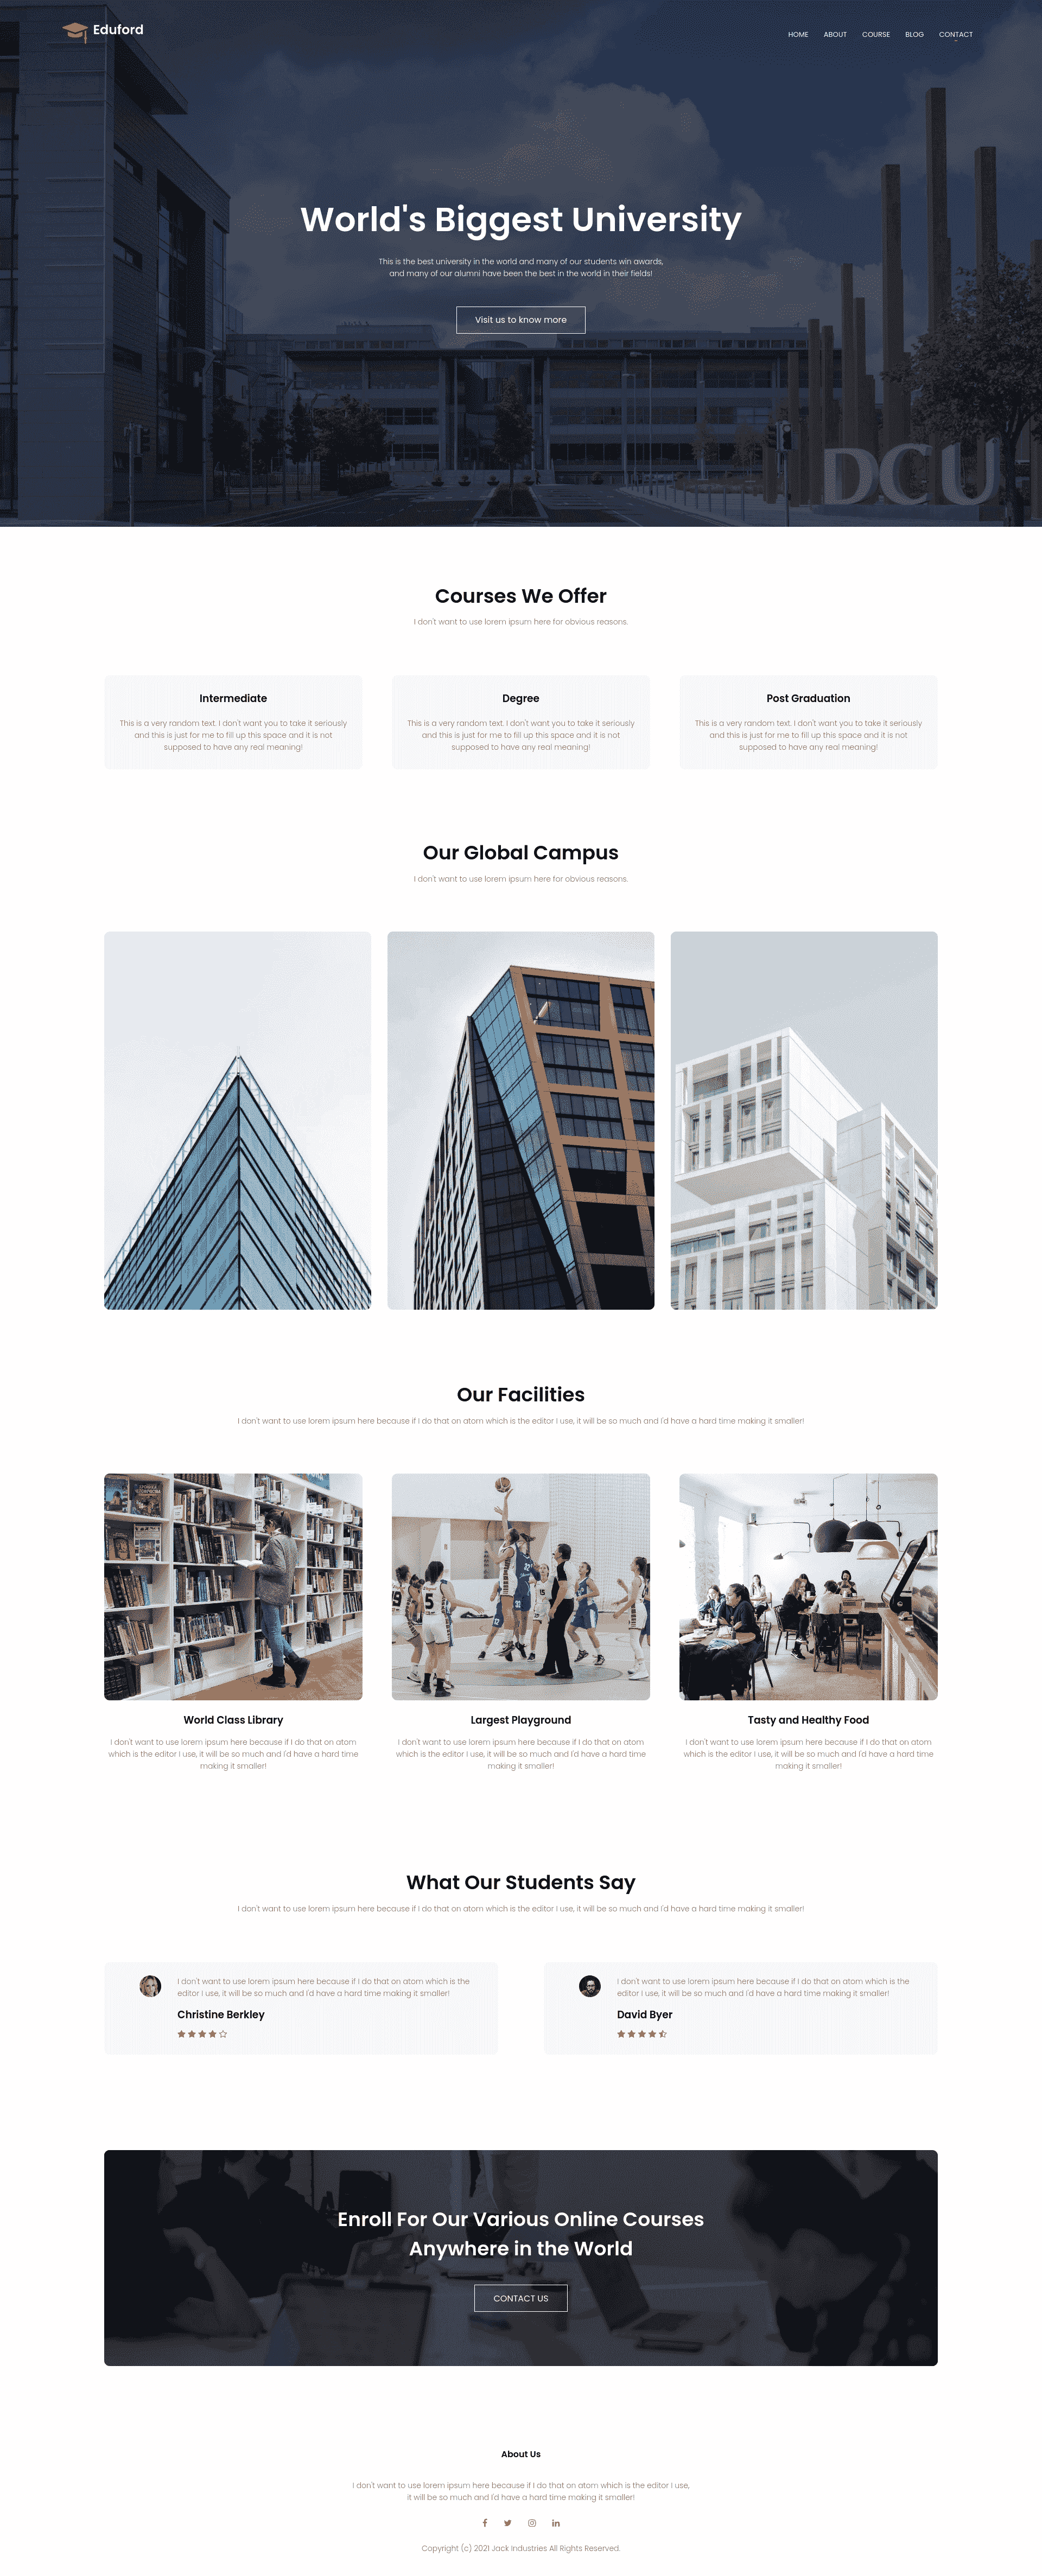 Eduford
HOME ABOUT COURSE BLOG CONTACT
World's Biggest University
This is the best university in the world and many of our students win awards,
and many of our alumni have been the best in the world in their fields!
Visit us to know more
DCU
Courses We Offer
I don't want to use lorem ipsum here for obvious reasons.
Intermediate
This is a very random text. I don't want you to take it seriously
and this is just for me to fill up this space and it is not
supposed to have any real meaning!
Degree
This is a very random text. I don't want you to take it seriously
and this is just for me to fill up this space and it is not
supposed to have any real meaning!
Post Graduation
This is a very random text. I don't want you to take it seriously
and this is just for me to fill up this space and it is not
supposed to have any real meaning!
Our Global Campus
I don't want to use lorem ipsum here for obvious reasons.
Our Facilities
I don't want to use lorem ipsum here because if I do that on atom which is the editor I use, it will be so much and I'd have a hard time making it smaller!
World Class Library
I don't want to use lorem ipsum here because if I do that on atom
which is the editor I use, it will be so much and I'd have a hard time
making it smaller!
Largest Playground
I don't want to use lorem ipsum here because if I do that on atom
which is the editor I use, it will be so much and I'd have a hard time
making it smaller!
Tasty and Healthy Food
I don't want to use lorem ipsum here because if I do that on atom
which is the editor I use, it will be so much and I'd have a hard time
making it smaller!
What Our Students Say
I don't want to use lorem ipsum here because if I do that on atom which is the editor I use, it will be so much and I'd have a hard time making it smaller!
I don't want to use lorem ipsum here because if I do that on atom which is the
editor I use, it will be so much and I'd have a hard time making it smaller!
Christine Berkley
I don't want to use lorem ipsum here because if I do that on atom which is the
editor I use, it will be so much and I'd have a hard time making it smaller!
David Byer
Enroll For Our Various Online Courses
Anywhere in the World
CONTACT US
About Us
I don't want to use lorem ipsum here because if I do that on atom which is the editor I use,
it will be so much and I'd have a hard time making it smaller!
Copyright (c) 2021 Jack Industries All Rights Reserved.